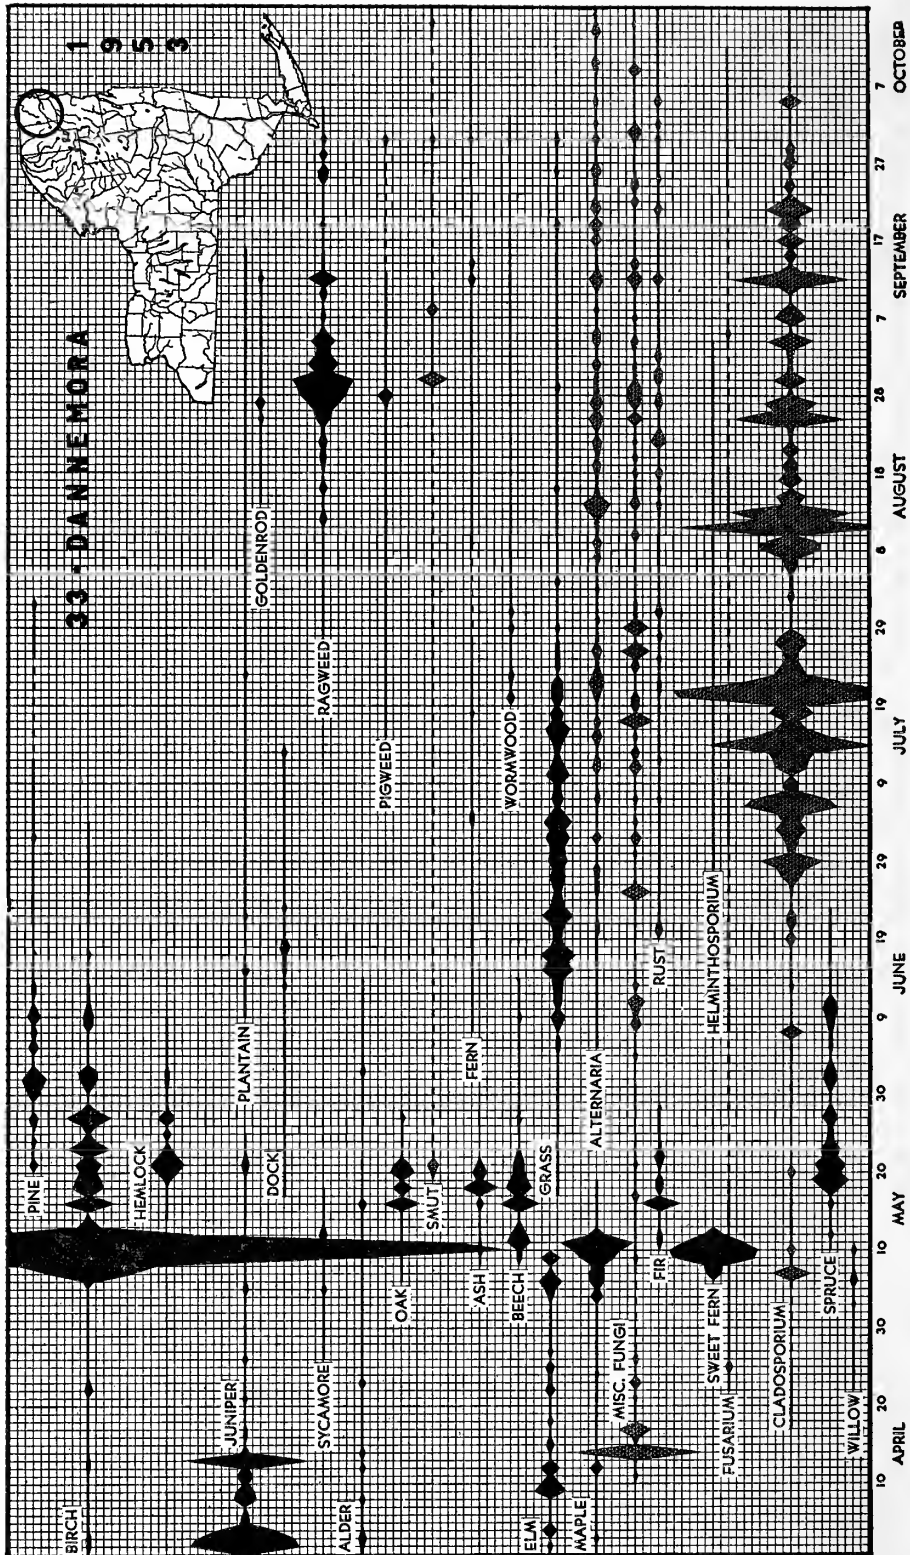 33 - DANNEMORA
1953
PINE
BIRCH
HEMLOCK
PLANTAIN
JUNIPER
GOLDENROD
DOCK
RAGWEED
SYCAMORE
ALDER
PIGWEED
OAK
SMUT
FERN
ASH
WORMWOOD
BEECH
GRASS
ELM
ALTERNARIA
MAPLE
MISC. FUNGI
RUST
FIR
HELMINTHOSPORIUM
SWEET FERN
FUSARIUM
CLADOSPORIUM
SPRUCE
WILLOW
10 20 30 10 20 30 9 19 29 9 19 29 8 18 28 7 17 27 7
APRIL MAY JUNE JULY AUGUST SEPTEMBER OCTOBER